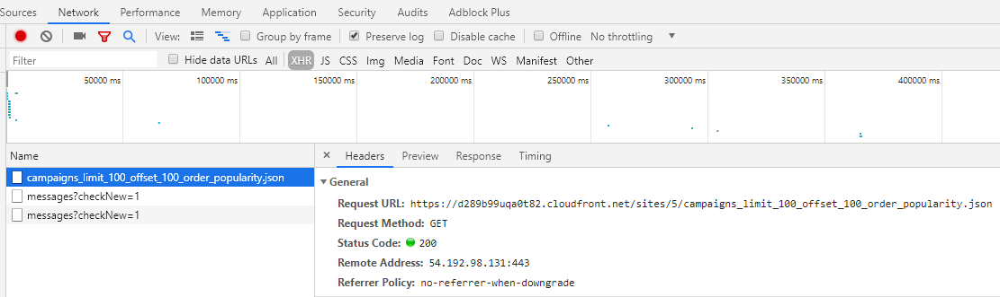 Sources Network Performance Memory Application Security Audits Adblock Plus
View: Group by frame Preserve log Disable cache Offline No throttling
Filter Hide data URLs All XHR JS CSS Img Media Font Doc WS Manifest Other
50000 ms 100000 ms 150000 ms 200000 ms 250000 ms 300000 ms 350000 ms 400000 ms
Name × Headers Preview Response Timing
campaigns_limit_100_offset_100_order_popularity.json
messages?checkNew=1
messages?checkNew=1
General
Request URL: https://d289b99uqa0t82.cloudfront.net/sites/5/campaigns_limit_100_offset_100_order_popularity.json
Request Method: GET
Status Code: 200
Remote Address: 54.192.98.131:443
Referrer Policy: no-referrer-when-downgrade